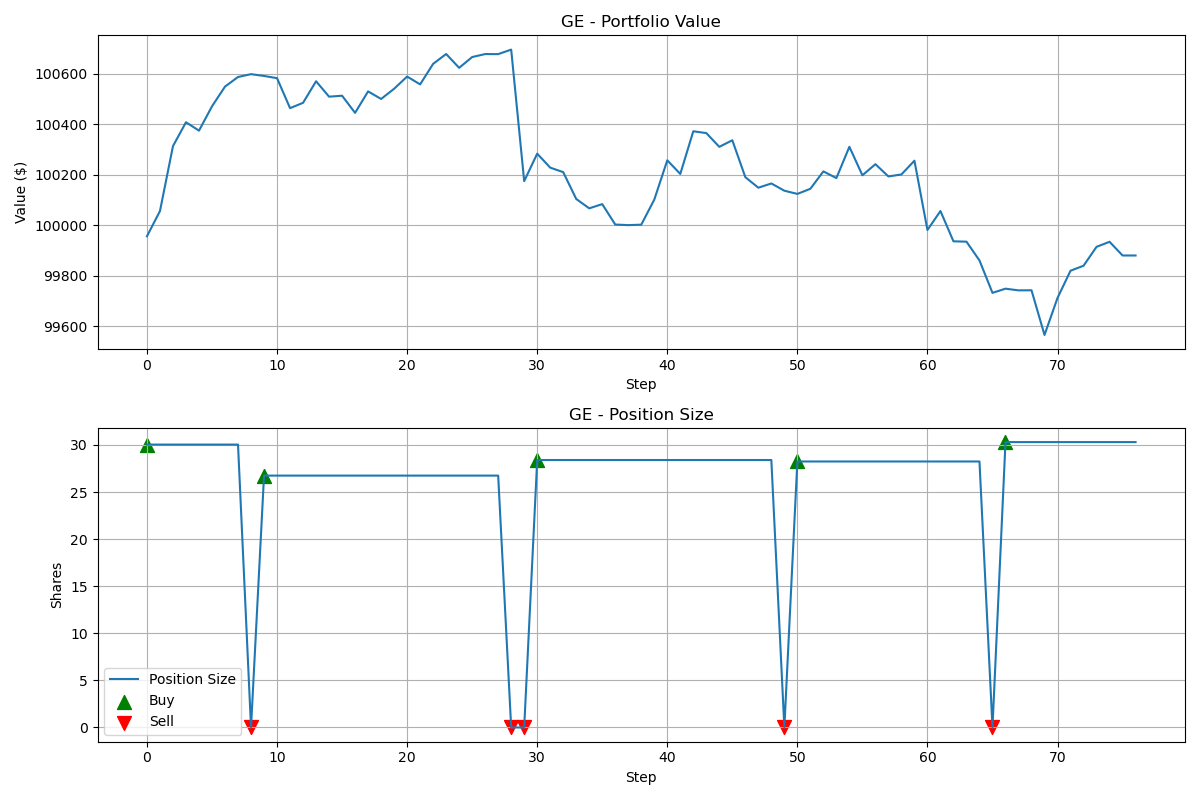 GE - Portfolio Value
Value ($)
100600
100400
100200
100000
99800
99600
0 10 20 30 40 50 60 70
Step
GE - Position Size
Shares
30
25
20
15
10
5
0
Position Size
Buy
Sell
0 10 20 30 40 50 60 70
Step